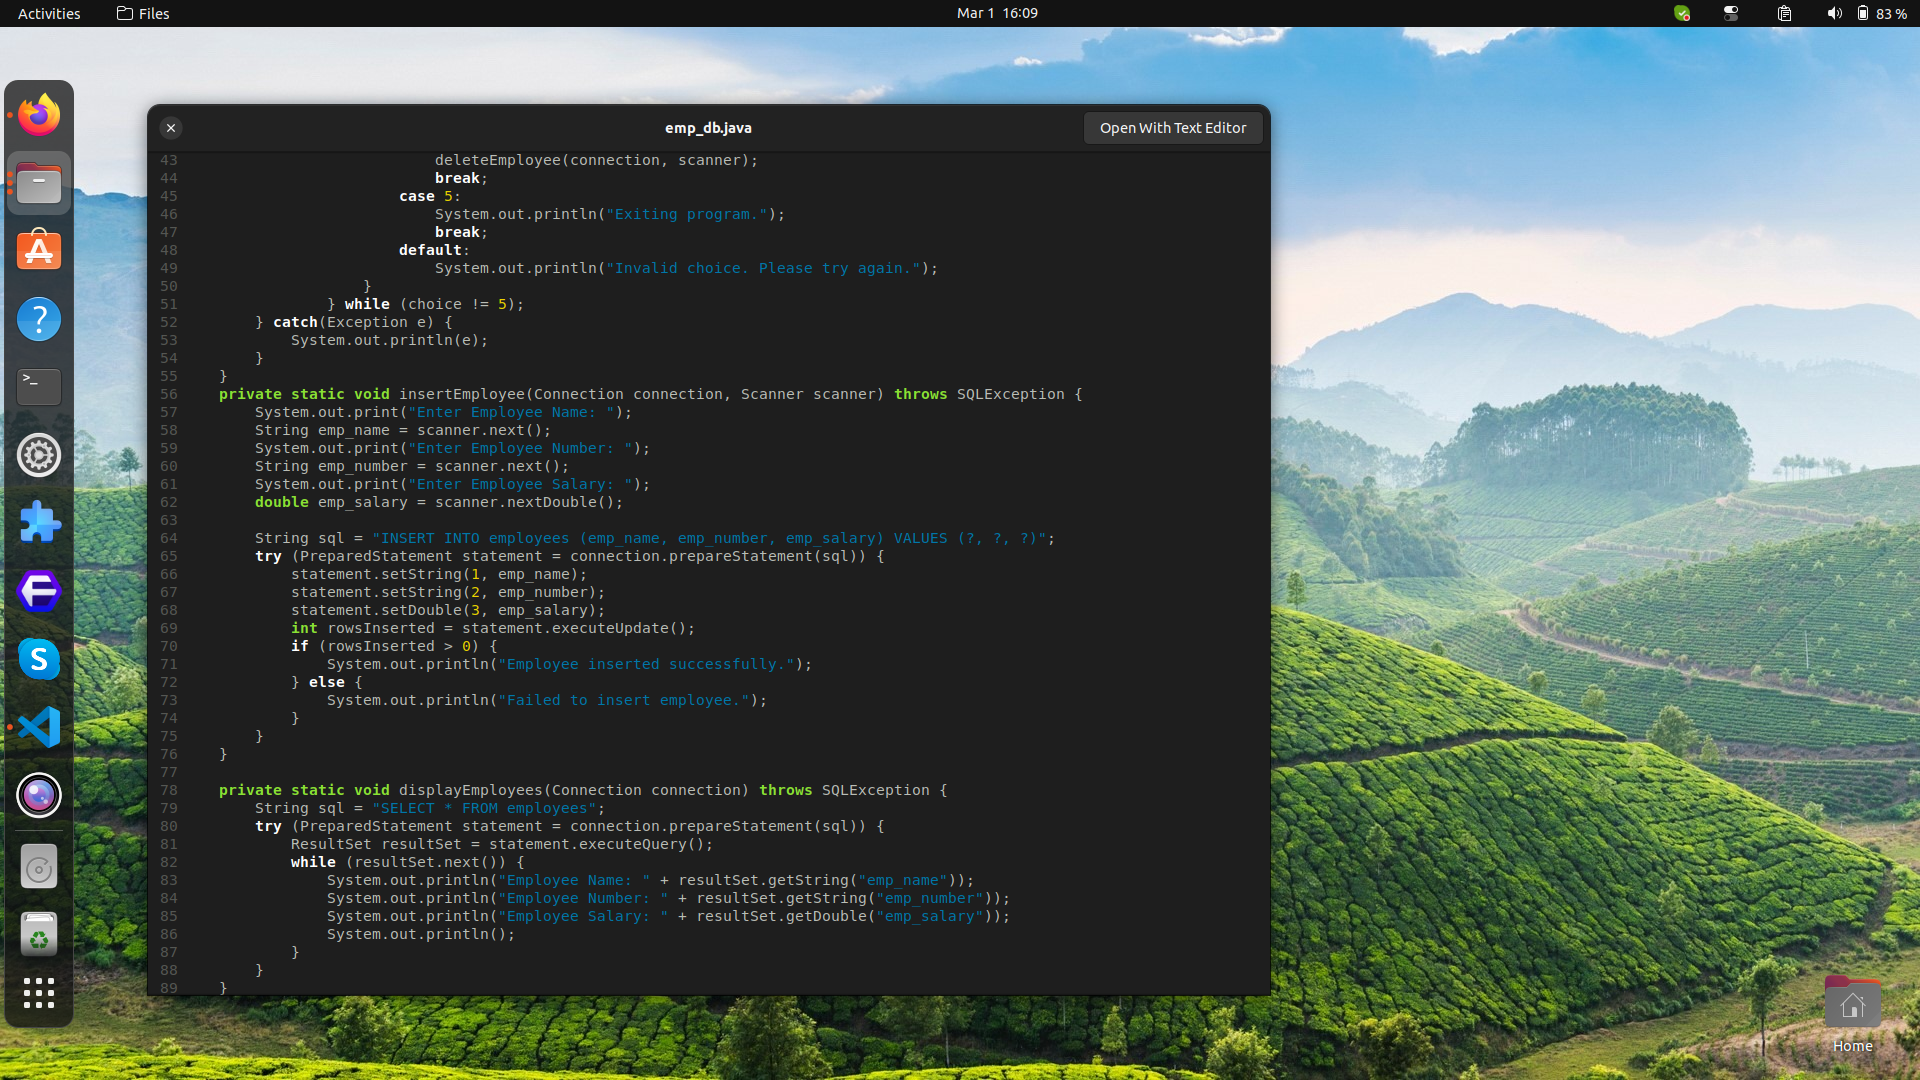 Activities
Files
Mar 1 16:09
83 %
emp_db.java
Open With Text Editor
43 deleteEmployee(connection, scanner);
44 break;
45 case 5:
46 System.out.println("Exiting program.");
47 break;
48 default:
49 System.out.println("Invalid choice. Please try again.");
50 }
51 } while (choice != 5);
52 } catch(Exception e) {
53 System.out.println(e);
54 }
55 }
56 private static void insertEmployee(Connection connection, Scanner scanner) throws SQLException {
57 System.out.print("Enter Employee Name: ");
58 String emp_name = scanner.next();
59 System.out.print("Enter Employee Number: ");
60 String emp_number = scanner.next();
61 System.out.print("Enter Employee Salary: ");
62 double emp_salary = scanner.nextDouble();
63
64 String sql = "INSERT INTO employees (emp_name, emp_number, emp_salary) VALUES (?, ?, ?)";
65 try (PreparedStatement statement = connection.prepareStatement(sql)) {
66 statement.setString(1, emp_name);
67 statement.setString(2, emp_number);
68 statement.setDouble(3, emp_salary);
69 int rowsInserted = statement.executeUpdate();
70 if (rowsInserted > 0) {
71 System.out.println("Employee inserted successfully.");
72 } else {
73 System.out.println("Failed to insert employee.");
74 }
75 }
76 }
77
78 private static void displayEmployees(Connection connection) throws SQLException {
79 String sql = "SELECT * FROM employees";
80 try (PreparedStatement statement = connection.prepareStatement(sql)) {
81 ResultSet resultSet = statement.executeQuery();
82 while (resultSet.next()) {
83 System.out.println("Employee Name: " + resultSet.getString("emp_name"));
84 System.out.println("Employee Number: " + resultSet.getString("emp_number"));
85 System.out.println("Employee Salary: " + resultSet.getDouble("emp_salary"));
86 System.out.println();
87 }
88 }
89 }
Home